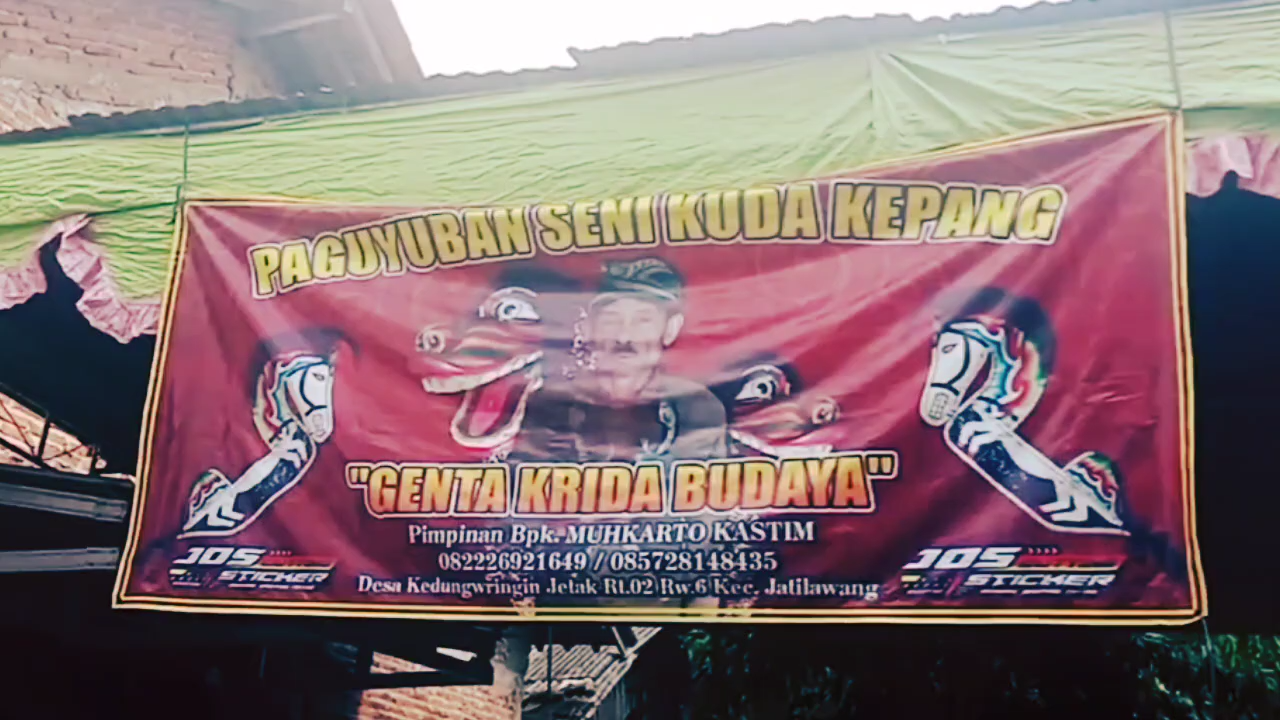 PAGUYUBAN SENI KUDA KEPANG
"GENTA KRIDA BUDAYA"
Pimpinan Bpk. MUHKARTO KASTIM
082226921649 / 085728148435
Desa Kedungwringin Jetak Rt.02 Rw.6 Kec. Jatilawang
JOS
STICKER
JOS
STICKER